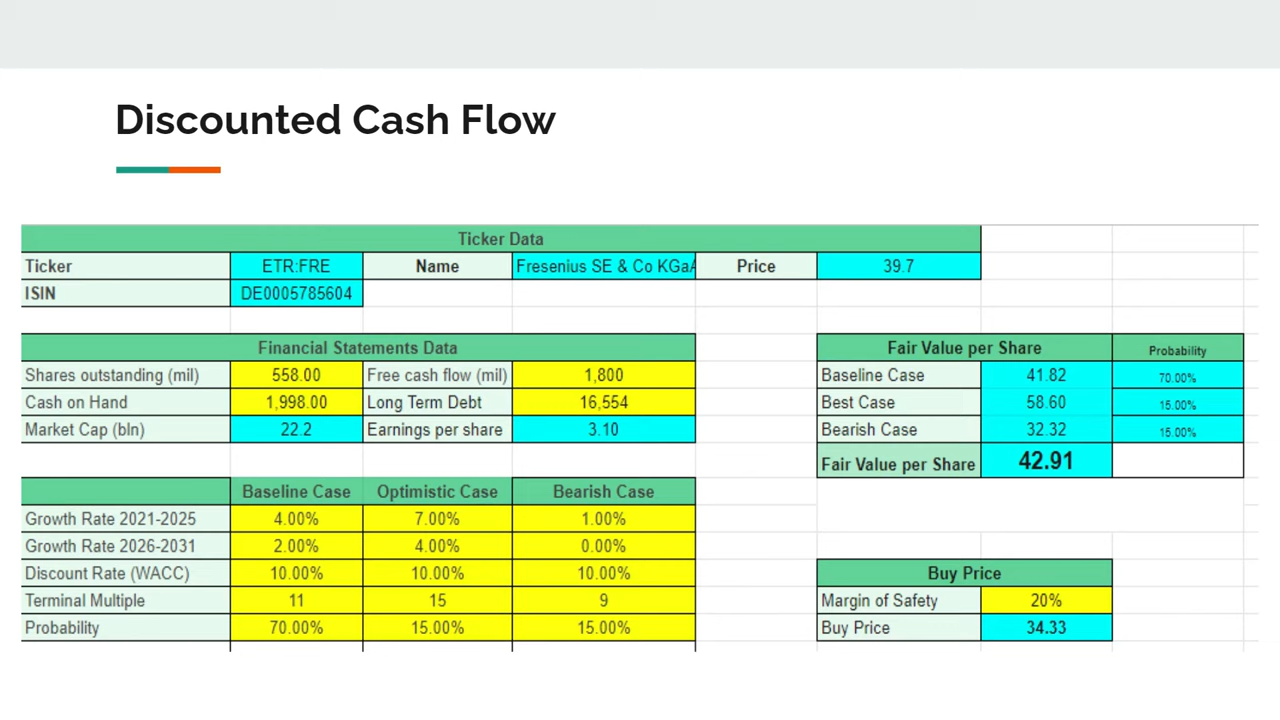 Discounted Cash Flow
Ticker Data
Ticker ETR:FRE Name Fresenius SE & Co KGaA Price 39.7
ISIN DE0005785604
Financial Statements Data Fair Value per Share Probability
Shares outstanding (mil) 558.00 Free cash flow (mil) 1,800 Baseline Case 41.82 70.00%
Cash on Hand 1,998.00 Long Term Debt 16,554 Best Case 58.60 15.00%
Market Cap (bln) 22.2 Earnings per share 3.10 Bearish Case 32.32 15.00%
Fair Value per Share 42.91
Baseline Case Optimistic Case Bearish Case
Growth Rate 2021-2025 4.00% 7.00% 1.00%
Growth Rate 2026-2031 2.00% 4.00% 0.00%
Discount Rate (WACC) 10.00% 10.00% 10.00% Buy Price
Terminal Multiple 11 15 9 Margin of Safety 20%
Probability 70.00% 15.00% 15.00% Buy Price 34.33